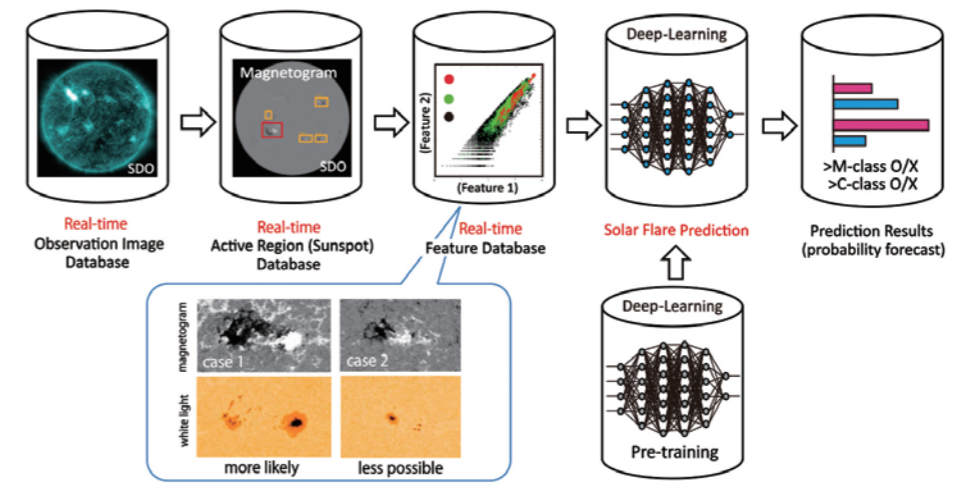 SDO
Real-time
Observation Image
Database
Magnetogram
SDO
Real-time
Active Region (Sunspot)
Database
(Feature 2)
(Feature 1)
Real-time
Feature Database
Deep-Learning
Solar Flare Prediction
>M-class O/X
>C-class O/X
Prediction Results
(probability forecast)
magnetogram
case 1
case 2
white light
more likely
less possible
Deep-Learning
Pre-training